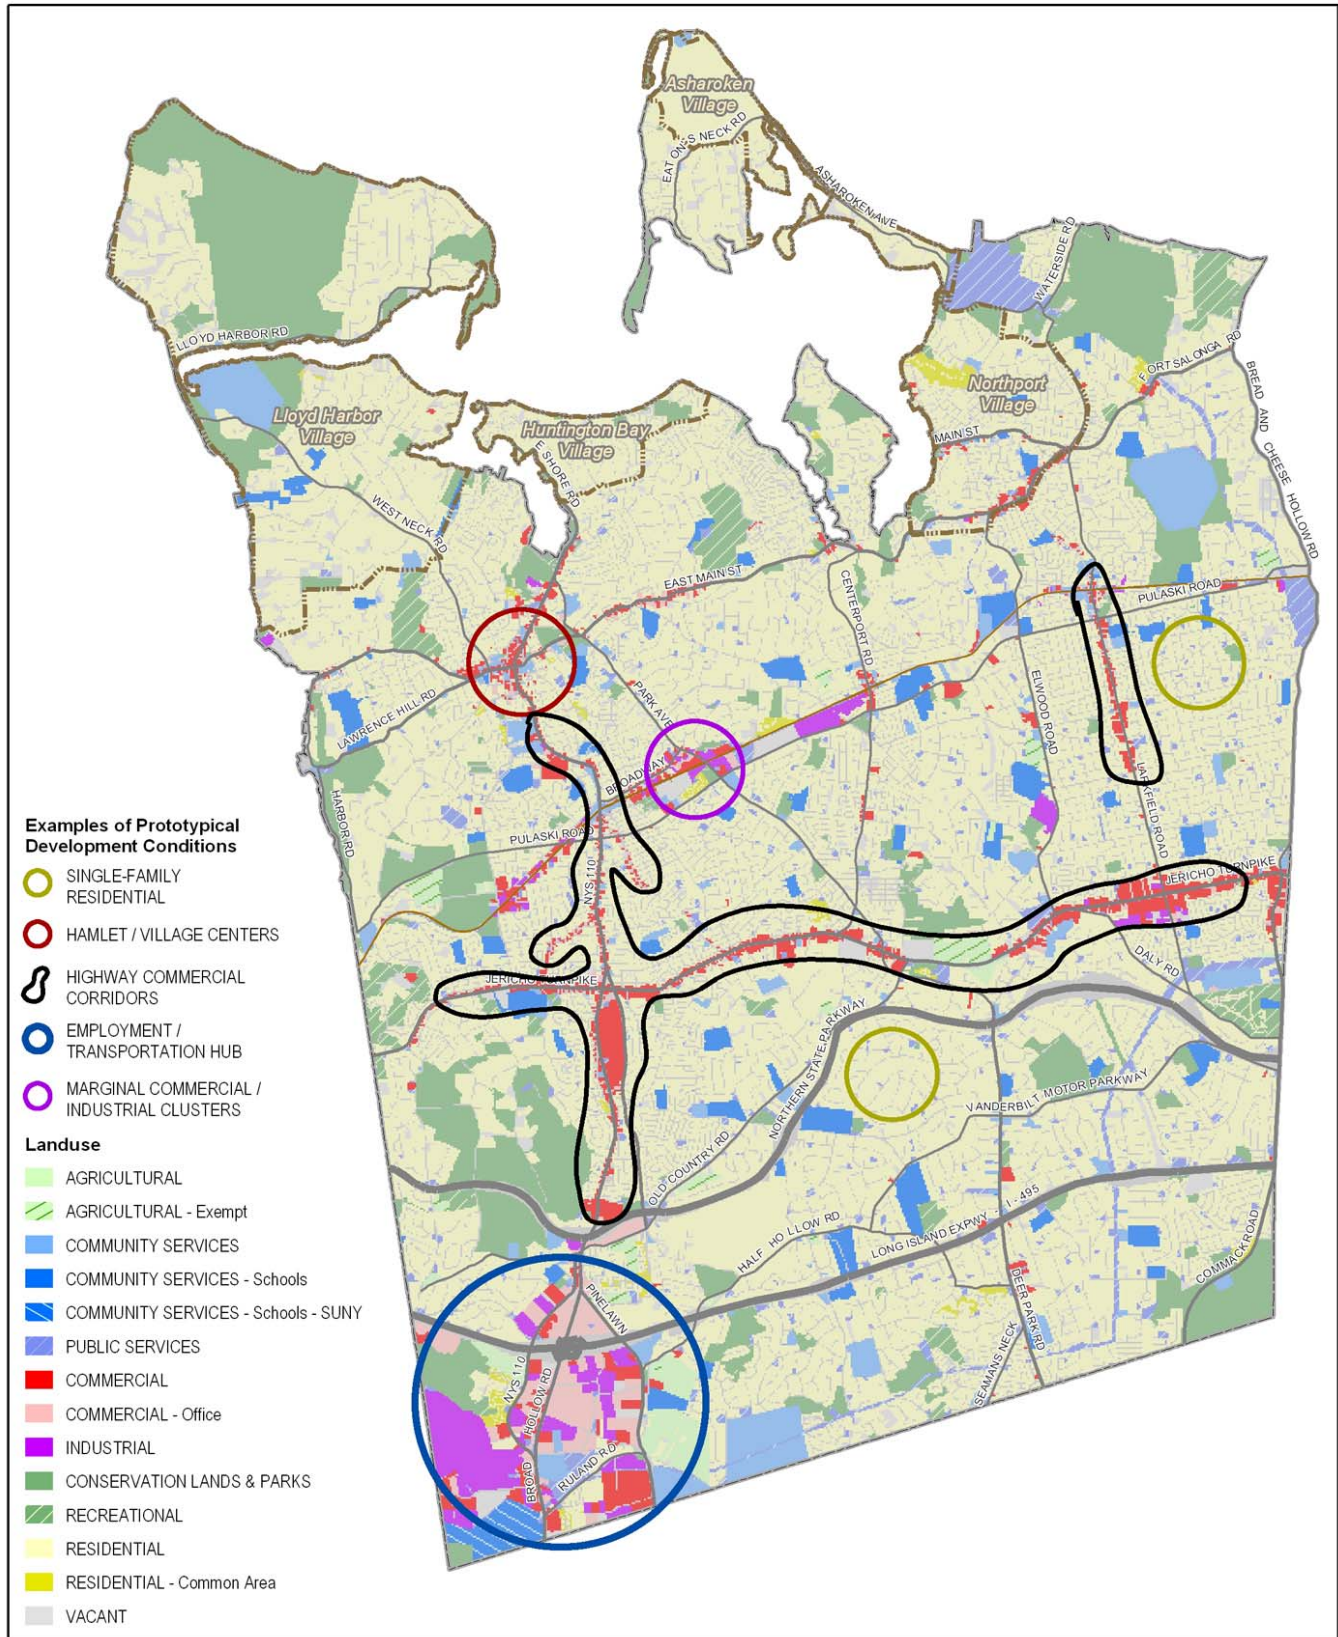 Asharoken
Village
EATON'S NECK RD
ASHAROKEN AVE
WATERSIDE RD
LLOYD HARBOR RD
FORT SALONGA RD
BREAD AND CHEESE HOLLOW RD
Northport
Village
Lloyd Harbor
Village
Huntington Bay
Village
MAIN ST
E SHORE RD
WEST NECK RD
EAST MAIN ST
CENTERPORT RD
PULASKI ROAD
PARK AVE
ELWOOD ROAD
LAWRENCE HILL RD
BROADWAY
LARKFIELD ROAD
HARBOR RD
PULASKI ROAD
NYS 110
JERICHO TURNPIKE
DALY RD
JERICHO TURNPIKE
NORTHERN STATE PARKWAY
VANDERBILT MOTOR PARKWAY
OLD COUNTRY RD
HALF HOLLOW RD
LONG ISLAND EXPWY - I - 495
COMMACK ROAD
DEER PARK RD
PINELAWN
SEAMANS NECK
NYS 110
BROAD HOLLOW RD
RULAND RD
Examples of Prototypical
Development Conditions
SINGLE-FAMILY
RESIDENTIAL
HAMLET / VILLAGE CENTERS
HIGHWAY COMMERCIAL
CORRIDORS
EMPLOYMENT /
TRANSPORTATION HUB
MARGINAL COMMERCIAL /
INDUSTRIAL CLUSTERS
Landuse
AGRICULTURAL
AGRICULTURAL - Exempt
COMMUNITY SERVICES
COMMUNITY SERVICES - Schools
COMMUNITY SERVICES - Schools - SUNY
PUBLIC SERVICES
COMMERCIAL
COMMERCIAL - Office
INDUSTRIAL
CONSERVATION LANDS & PARKS
RECREATIONAL
RESIDENTIAL
RESIDENTIAL - Common Area
VACANT